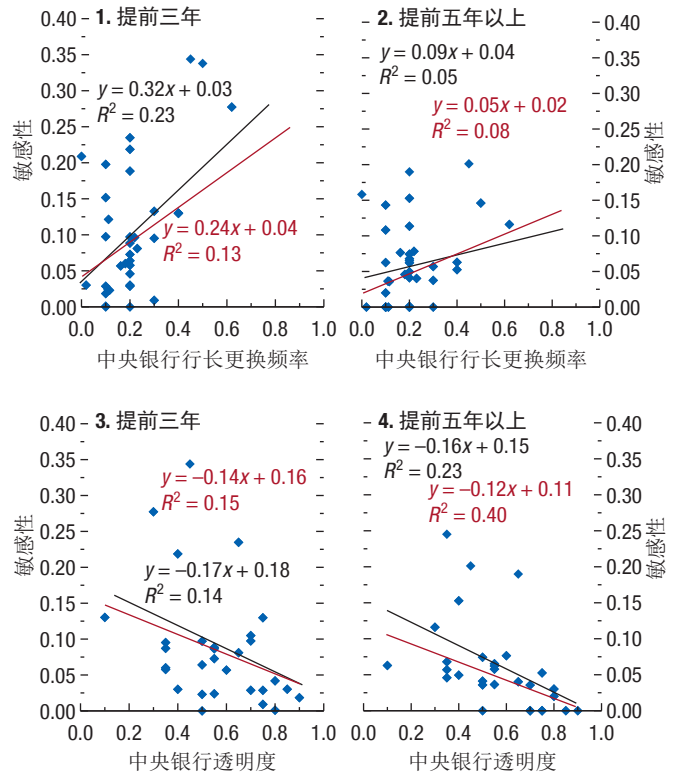 1. 提前三年
0.40
0.35
0.30
0.25
0.20
0.15
0.10
0.05
0.00
敏感性
y = 0.32x + 0.03
R² = 0.23
y = 0.24x + 0.04
R² = 0.13
0.0 0.2 0.4 0.6 0.8 1.0
中央银行行长更换频率
2. 提前五年以上
y = 0.09x + 0.04
R² = 0.05
y = 0.05x + 0.02
R² = 0.08
0.40
0.35
0.30
0.25
0.20
0.15
0.10
0.05
0.00
敏感性
0.0 0.2 0.4 0.6 0.8 1.0
中央银行行长更换频率
3. 提前三年
0.40
0.35
0.30
0.25
0.20
0.15
0.10
0.05
0.00
敏感性
y = –0.14x + 0.16
R² = 0.15
y = –0.17x + 0.18
R² = 0.14
0.0 0.2 0.4 0.6 0.8 1.0
中央银行透明度
4. 提前五年以上
y = –0.16x + 0.15
R² = 0.23
y = –0.12x + 0.11
R² = 0.40
0.40
0.35
0.30
0.25
0.20
0.15
0.10
0.05
0.00
敏感性
0.0 0.2 0.4 0.6 0.8 1.0
中央银行透明度